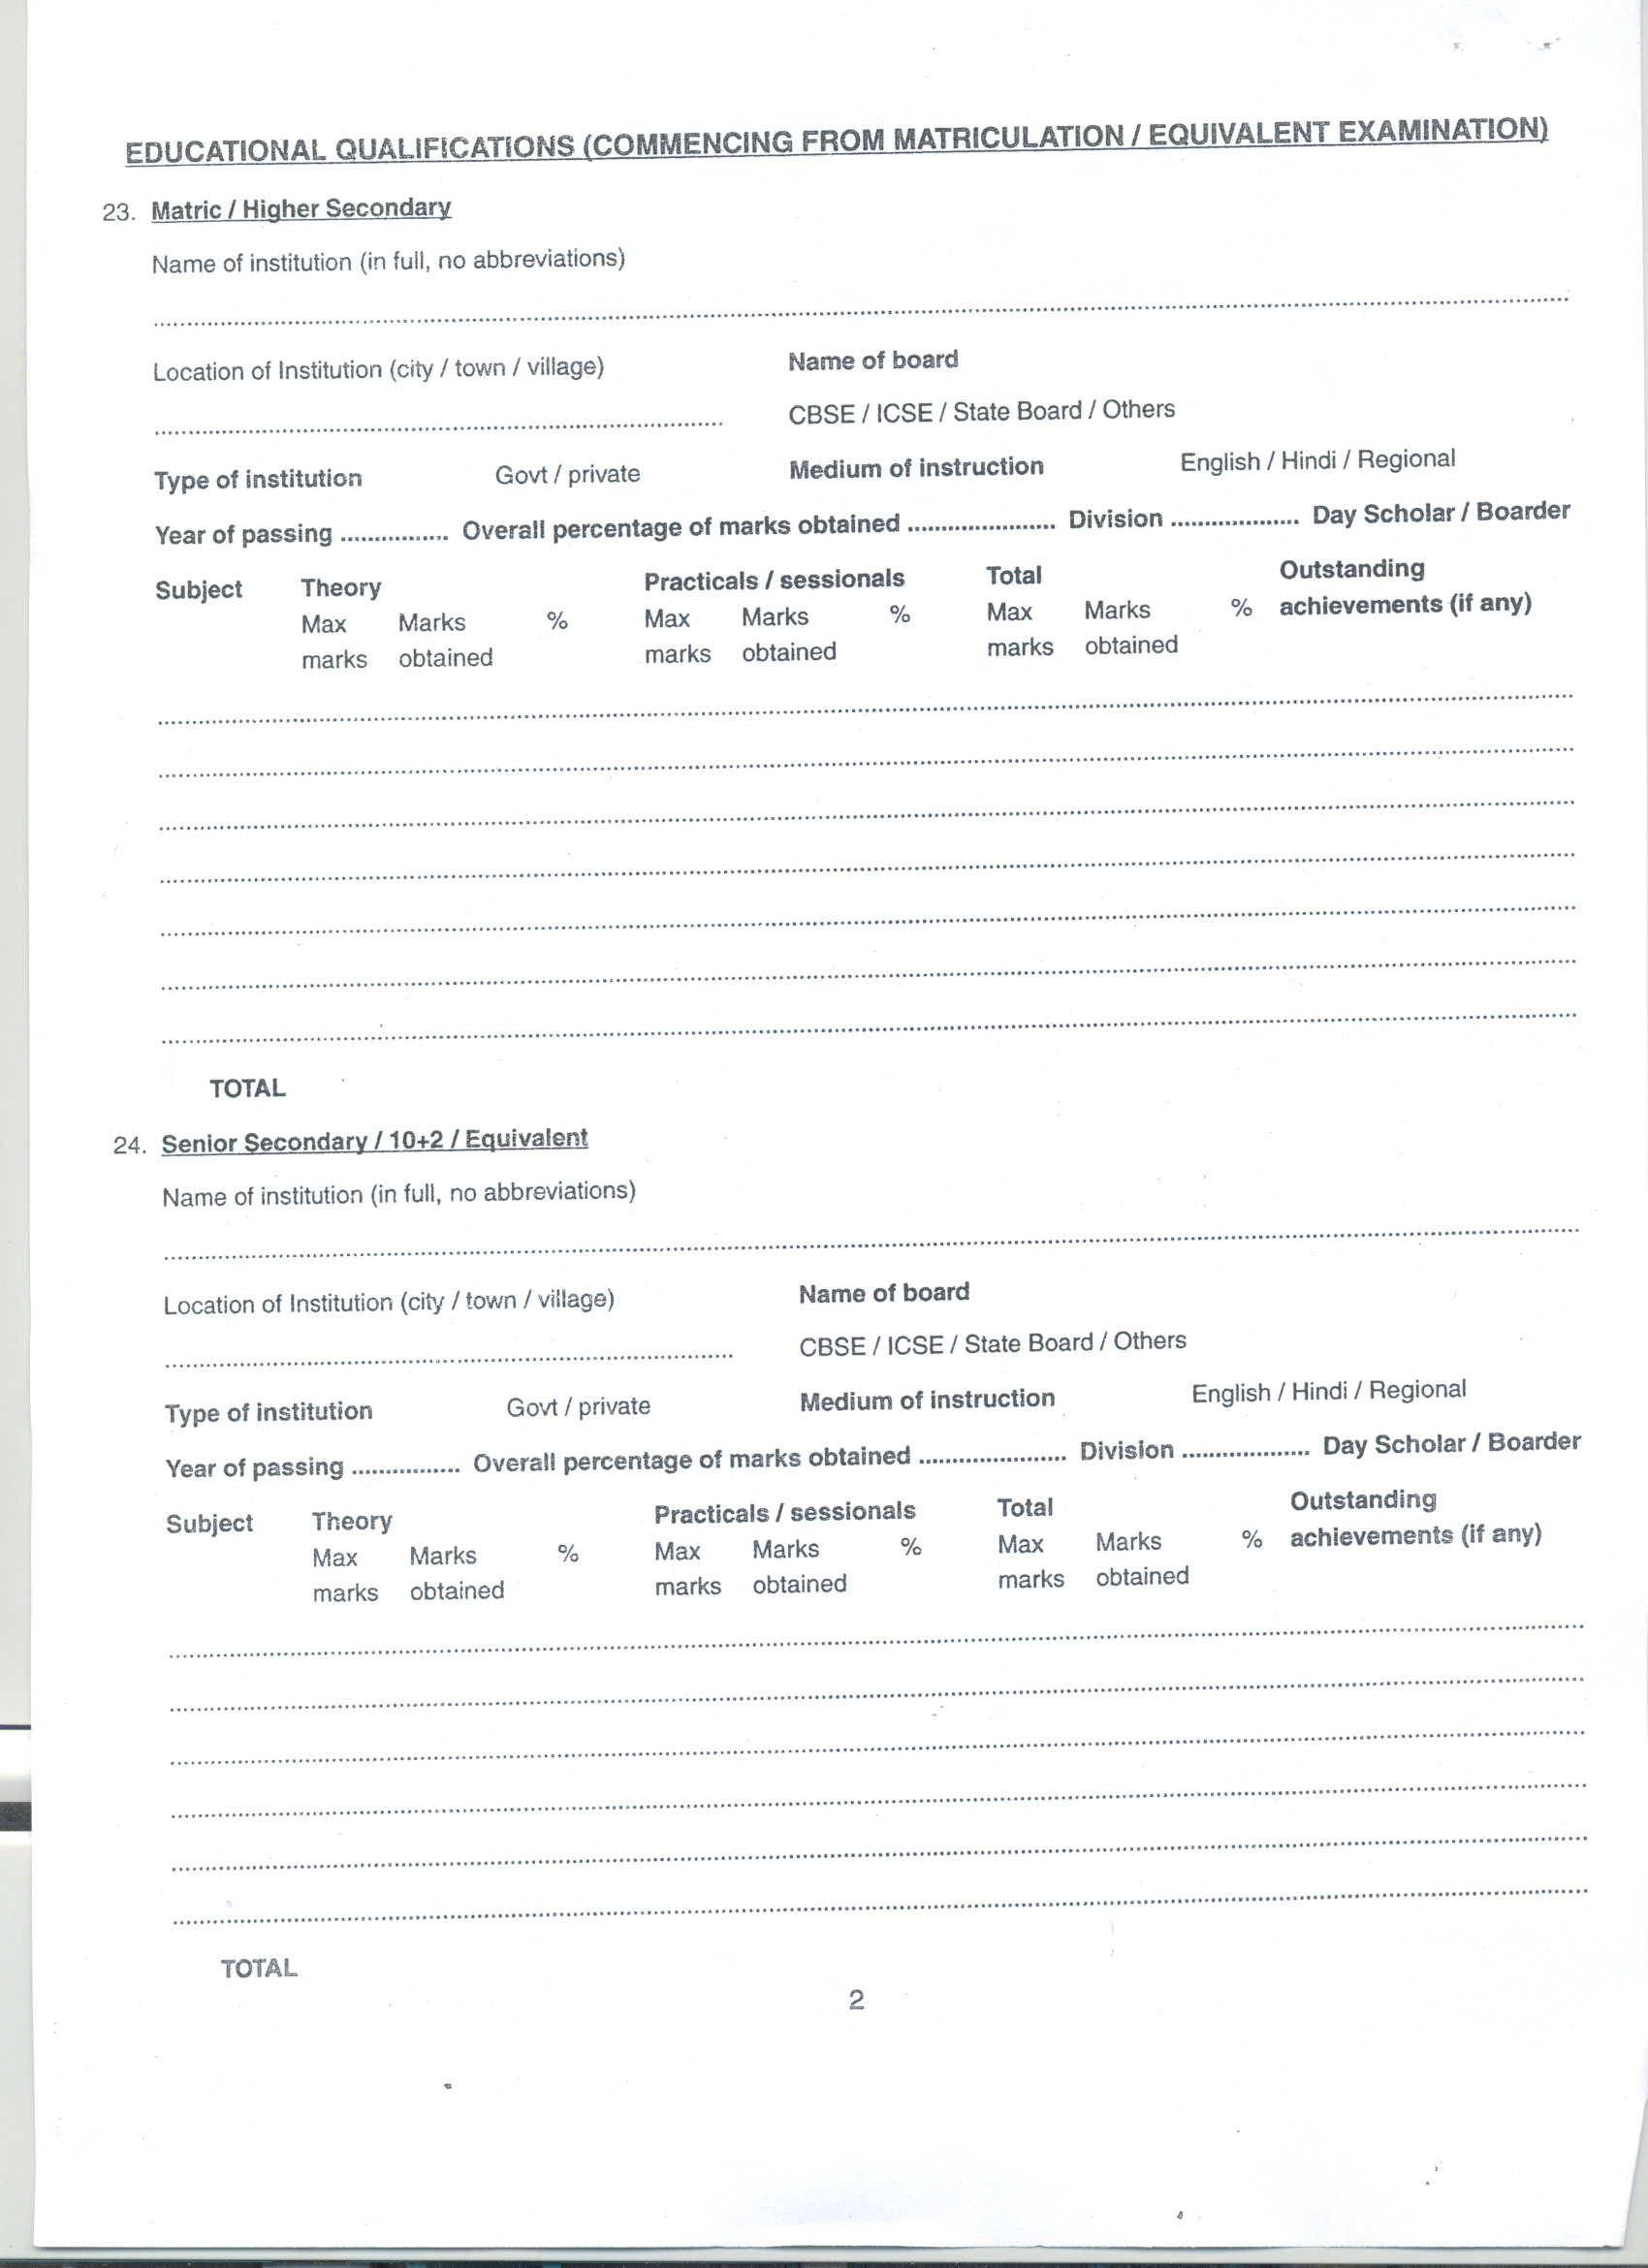 EDUCATIONAL QUALIFICATIONS (COMMENCING FROM MATRICULATION / EQUIVALENT EXAMINATION)
23. Matric / Higher Secondary
Name of institution (in full, no abbreviations)
Location of Institution (city / town / village) Name of board
CBSE / ICSE / State Board / Others
Type of institution Govt / private Medium of instruction English / Hindi / Regional
Year of passing ................ Overall percentage of marks obtained ...................... Division ................... Day Scholar / Boarder
Subject Theory Practicals / sessionals Total Outstanding
Max Marks % Max Marks % Max Marks % achievements (if any)
marks obtained marks obtained marks obtained
TOTAL
24. Senior Secondary / 10+2 / Equivalent
Name of institution (in full, no abbreviations)
Location of Institution (city / town / village) Name of board
CBSE / ICSE / State Board / Others
Type of institution Govt / private Medium of instruction English / Hindi / Regional
Year of passing ................ Overall percentage of marks obtained ...................... Division ................... Day Scholar / Boarder
Subject Theory Practicals / sessionals Total Outstanding
Max Marks % Max Marks % Max Marks % achievements (if any)
marks obtained marks obtained marks obtained
TOTAL
2